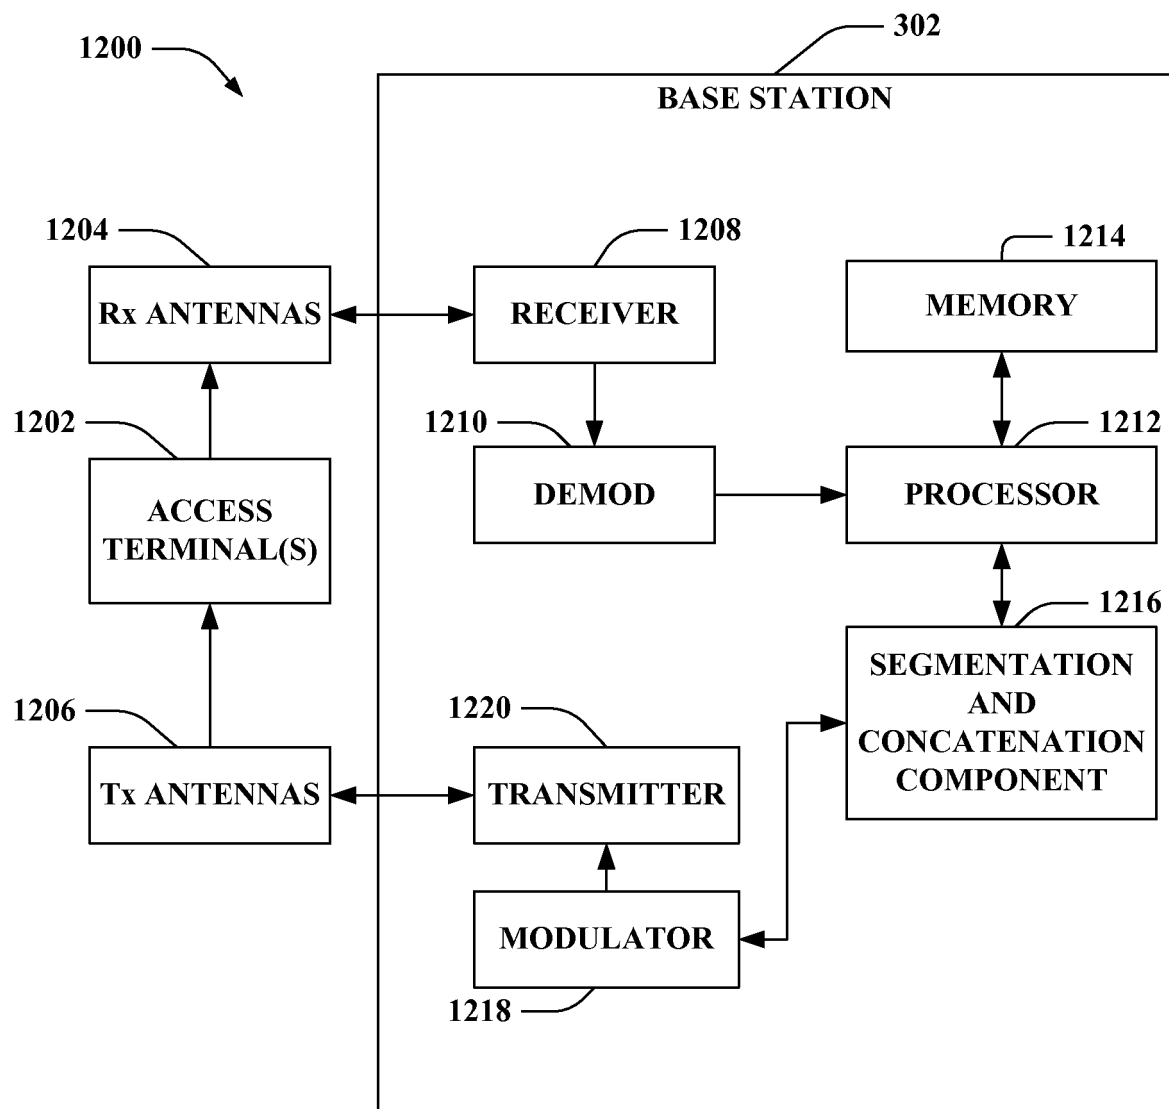 1200
302
BASE STATION
1204
1208
1214
Rx ANTENNAS
RECEIVER
MEMORY
1202
1210
1212
ACCESS
TERMINAL(S)
DEMOD
PROCESSOR
1216
1206
1220
SEGMENTATION
AND
CONCATENATION
COMPONENT
Tx ANTENNAS
TRANSMITTER
MODULATOR
1218